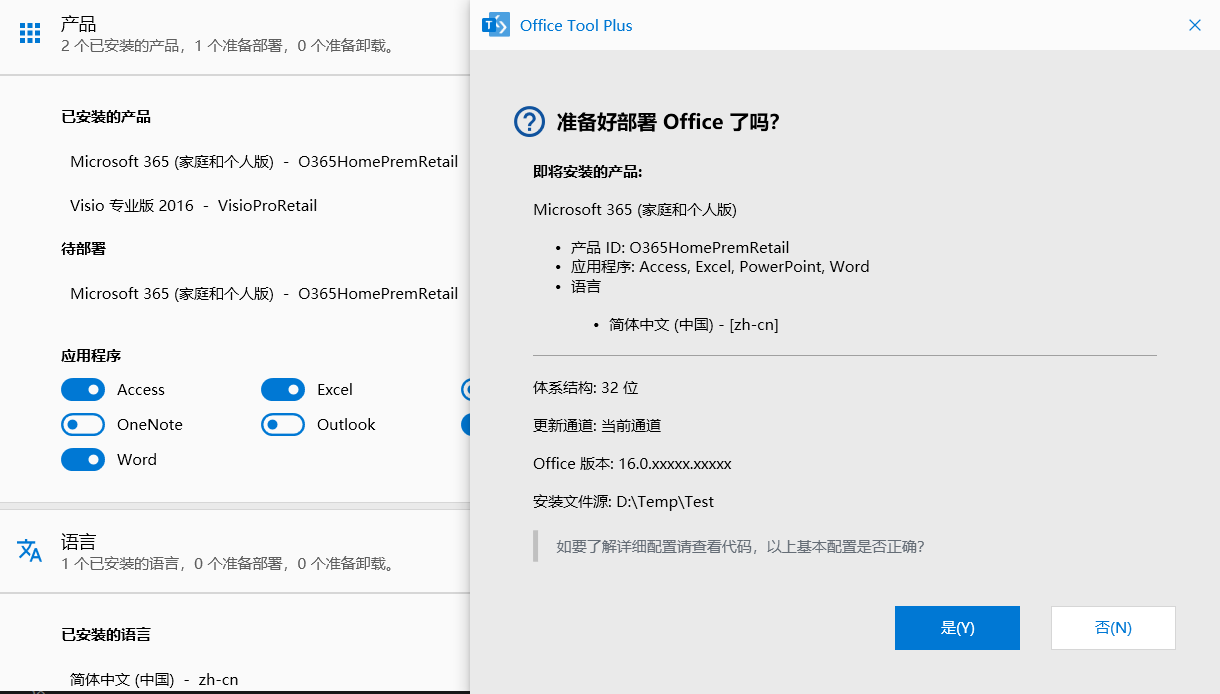 产品
2 个已安装的产品，1 个准备部署，0 个准备卸载。
已安装的产品
Microsoft 365 (家庭和个人版) - O365HomePremRetail
Visio 专业版 2016 - VisioProRetail
待部署
Microsoft 365 (家庭和个人版) - O365HomePremRetail
应用程序
Access Excel
OneNote Outlook
Word
语言
1 个已安装的语言，0 个准备部署，0 个准备卸载。
已安装的语言
简体中文 (中国) - zh-cn
Office Tool Plus
准备好部署 Office 了吗?
即将安装的产品:
Microsoft 365 (家庭和个人版)
• 产品 ID: O365HomePremRetail
• 应用程序: Access, Excel, PowerPoint, Word
• 语言
• 简体中文 (中国) - [zh-cn]
体系结构: 32 位
更新通道: 当前通道
Office 版本: 16.0.xxxxx.xxxxx
安装文件源: D:\Temp\Test
如要了解详细配置请查看代码，以上基本配置是否正确?
是(Y) 否(N)